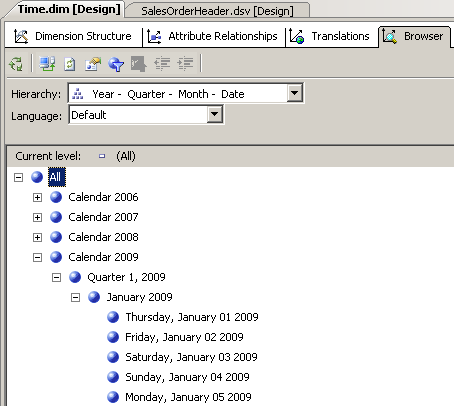 Time.dim [Design] SalesOrderHeader.dsv [Design]
Dimension Structure Attribute Relationships Translations Browser
Hierarchy: Year - Quarter - Month - Date
Language: Default
Current level: (All)
All
Calendar 2006
Calendar 2007
Calendar 2008
Calendar 2009
Quarter 1, 2009
January 2009
Thursday, January 01 2009
Friday, January 02 2009
Saturday, January 03 2009
Sunday, January 04 2009
Monday, January 05 2009